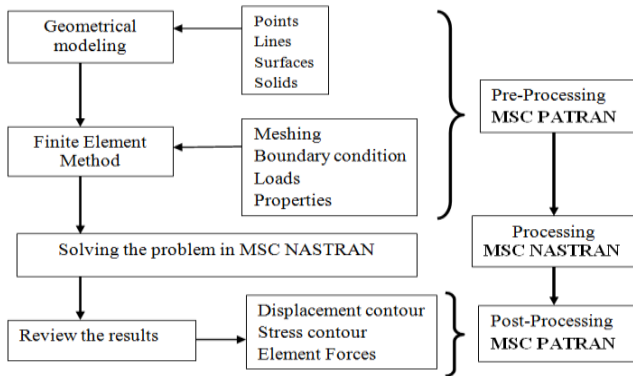 Geometrical
modeling
Points
Lines
Surfaces
Solids
Finite Element
Method
Meshing
Boundary condition
Loads
Properties
Pre-Processing
MSC PATRAN
Solving the problem in MSC NASTRAN
Processing
MSC NASTRAN
Review the results
Displacement contour
Stress contour
Element Forces
Post-Processing
MSC PATRAN